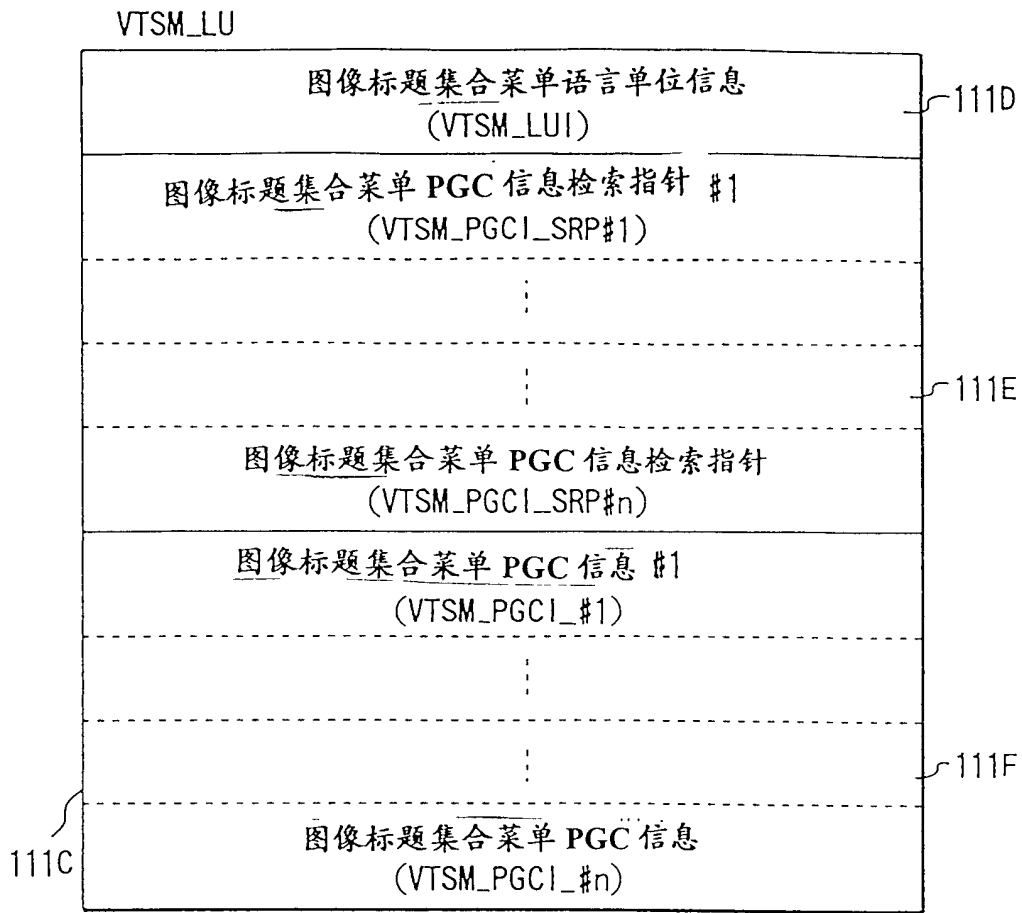 VTSM_LU
图像标题集合菜单语言单位信息
(VTSM_LUI)
111D
图像标题集合菜单 PGC 信息检索指针 #1
(VTSM_PGCI_SRP#1)
111E
图像标题集合菜单 PGC 信息检索指针
(VTSM_PGCI_SRP#n)
图像标题集合菜单 PGC 信息 #1
(VTSM_PGCI_#1)
111F
图像标题集合菜单 PGC 信息
(VTSM_PGCI_#n)
111C